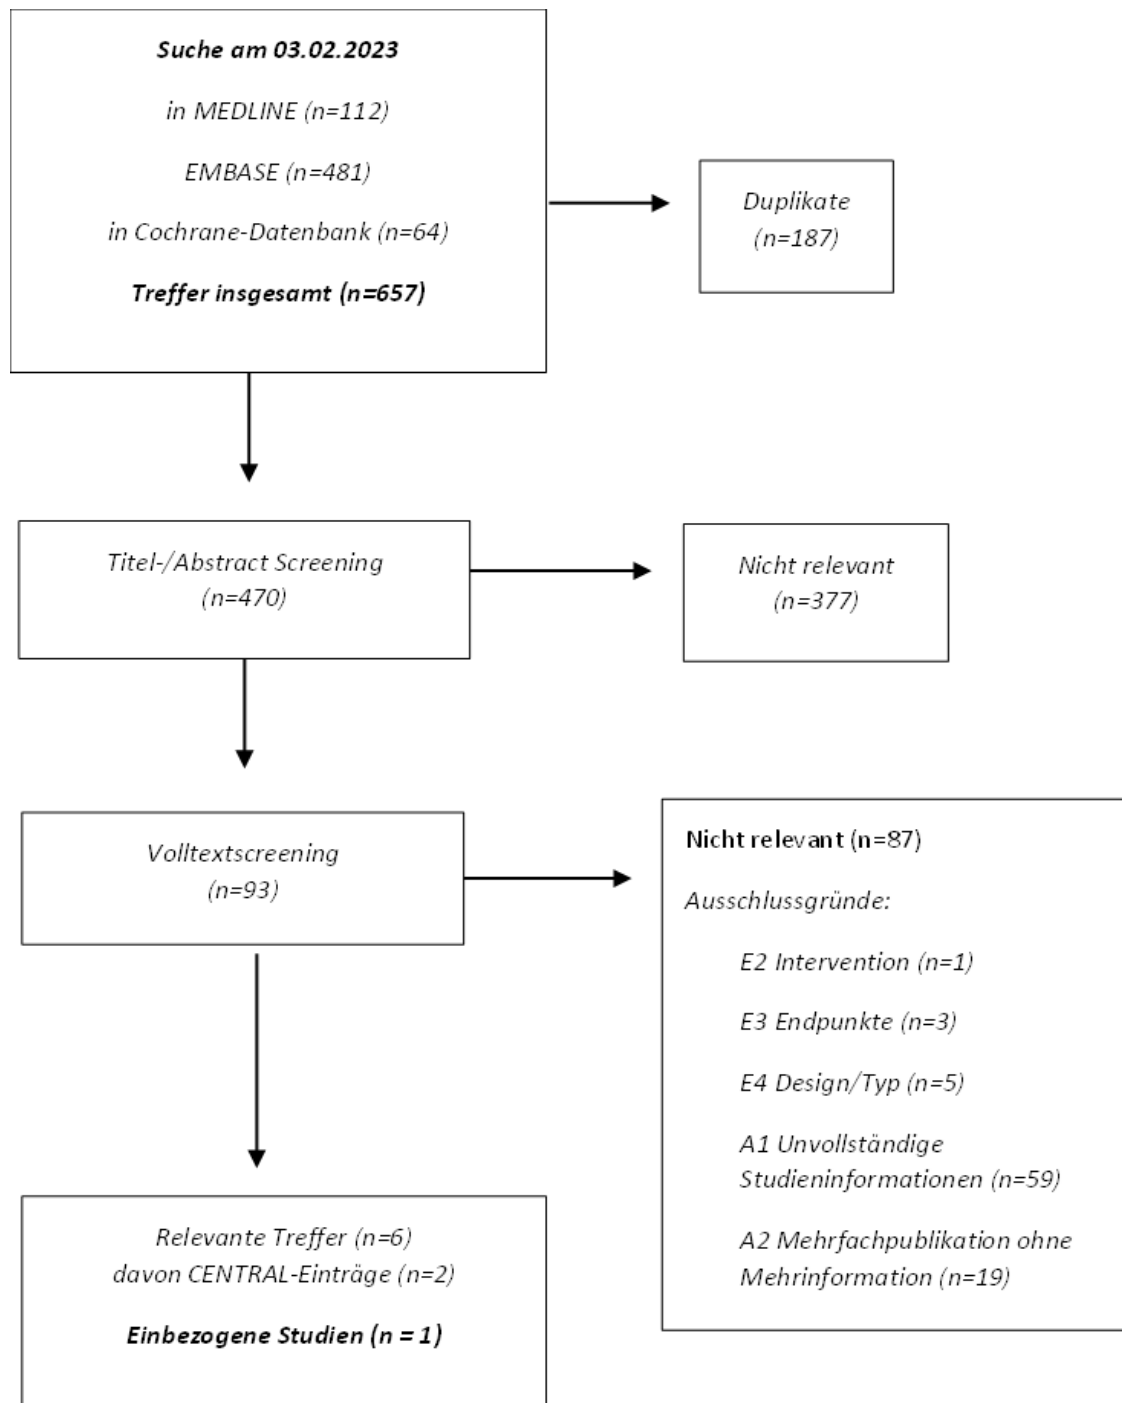 Suche am 03.02.2023
in MEDLINE (n=112)
EMBASE (n=481)
in Cochrane-Datenbank (n=64)
Treffer insgesamt (n=657)
Duplikate
(n=187)
Titel-/Abstract Screening
(n=470)
Nicht relevant
(n=377)
Volltextscreening
(n=93)
Nicht relevant (n=87)
Ausschlussgründe:
E2 Intervention (n=1)
E3 Endpunkte (n=3)
E4 Design/Typ (n=5)
A1 Unvollständige
Studieninformationen (n=59)
A2 Mehrfachpublikation ohne
Mehrinformation (n=19)
Relevante Treffer (n=6)
davon CENTRAL-Einträge (n=2)
Einbezogene Studien (n = 1)